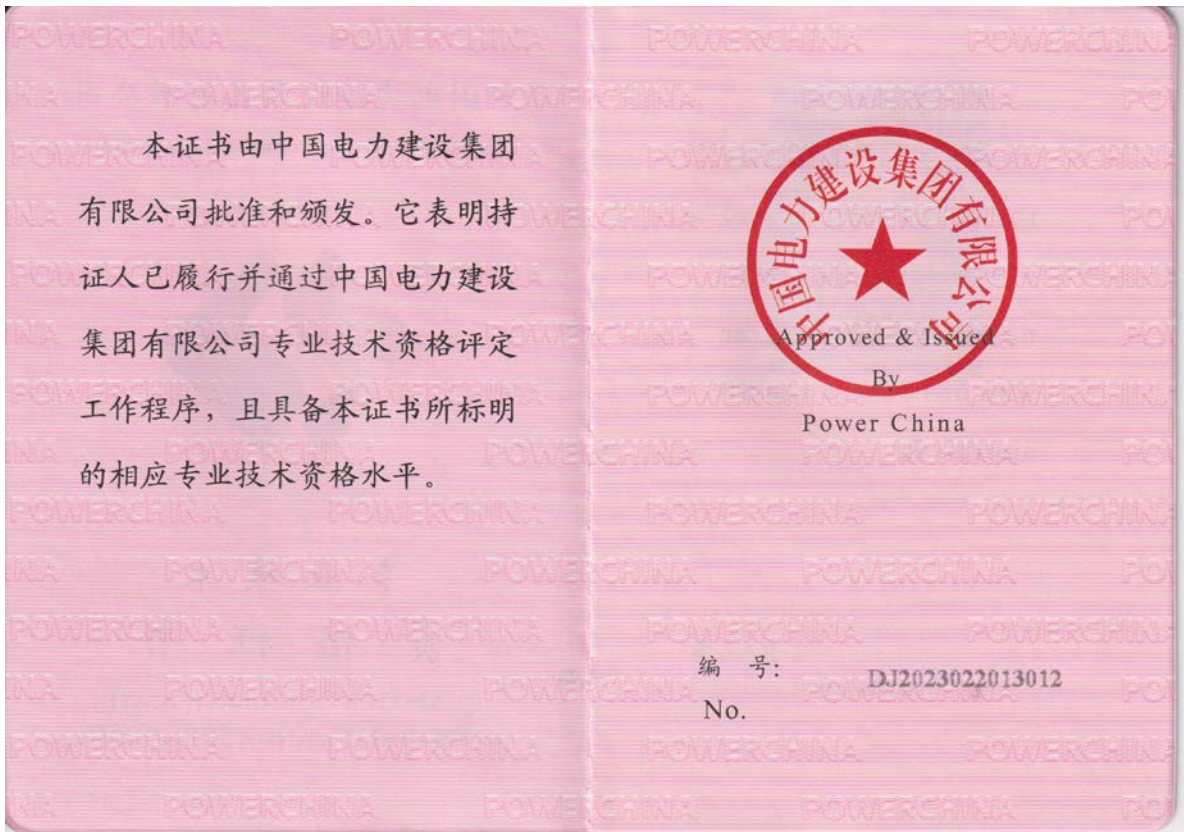 本证书由中国电力建设集团
有限公司批准和颁发。它表明持
证人已履行并通过中国电力建设
集团有限公司专业技术资格评定
工作程序，且具备本证书所标明
的相应专业技术资格水平。
中国电力建设集团有限公司
Approved & Issued
By
Power China
编 号:
DJ2023022013012
No.
POWERCHINA